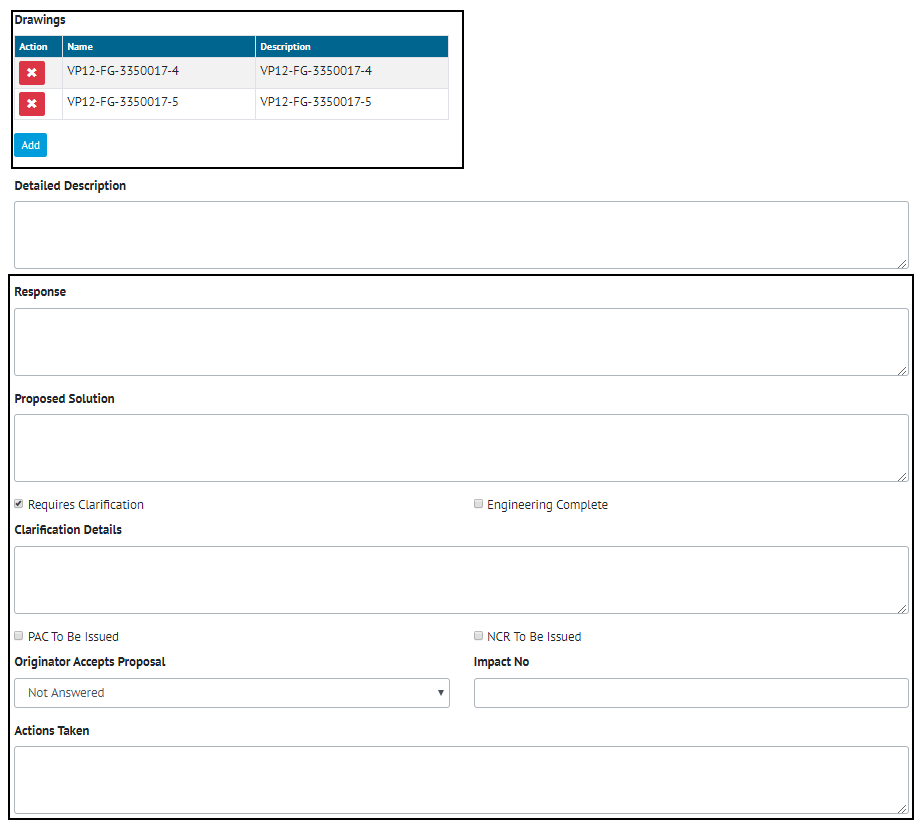 Drawings
Action Name Description
VP12-FG-3350017-4 VP12-FG-3350017-4
VP12-FG-3350017-5 VP12-FG-3350017-5
Add
Detailed Description
Response
Proposed Solution
Requires Clarification Engineering Complete
Clarification Details
PAC To Be Issued NCR To Be Issued
Originator Accepts Proposal Impact No
Not Answered
Actions Taken